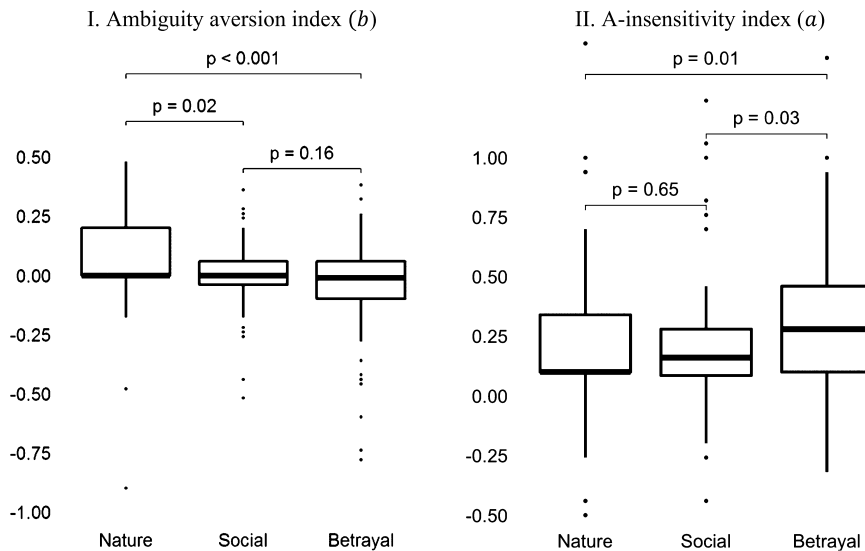 I. Ambiguity aversion index (b)
p < 0.001
p = 0.02
p = 0.16
0.50
0.25
0.00
-0.25
-0.50
-0.75
-1.00
Nature Social Betrayal
II. A-insensitivity index (a)
p = 0.01
p = 0.03
p = 0.65
1.00
0.75
0.50
0.25
0.00
-0.25
-0.50
Nature Social Betrayal